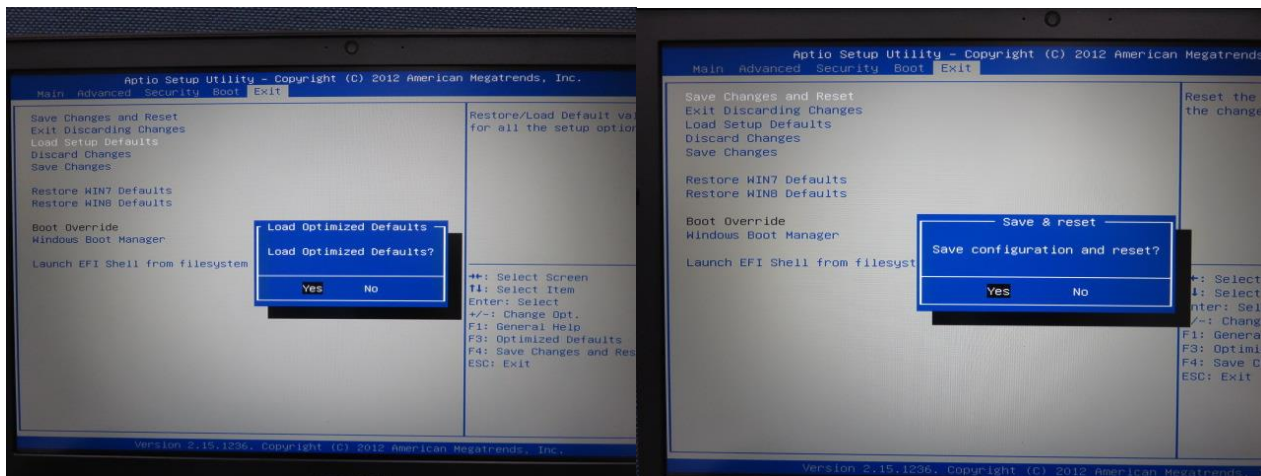 Aptio Setup Utility – Copyright (C) 2012 American Megatrends, Inc.
Main Advanced Security Boot Exit
Save Changes and Reset
Exit Discarding Changes
Load Setup Defaults
Discard Changes
Save Changes
Restore WIN7 Defaults
Restore WIN8 Defaults
Boot Override
Windows Boot Manager
Launch EFI Shell from filesystem
Load Optimized Defaults
Load Optimized Defaults?
Yes No
Restore/Load Default va
for all the setup option
→←: Select Screen
↑↓: Select Item
Enter: Select
+/-: Change Opt.
F1: General Help
F3: Optimized Defaults
F4: Save Changes and Res
ESC: Exit
Version 2.15.1236. Copyright (C) 2012 American Megatrends, Inc.
Aptio Setup Utility – Copyright (C) 2012 American Megatrends
Main Advanced Security Boot Exit
Save Changes and Reset
Exit Discarding Changes
Load Setup Defaults
Discard Changes
Save Changes
Restore WIN7 Defaults
Restore WIN8 Defaults
Boot Override
Windows Boot Manager
Launch EFI Shell from filesyst
Save & reset
Save configuration and reset?
Yes No
Reset the
the change
←: Select
↓: Select
nter: Sel
/-: Chang
F1: Genera
F3: Optimi
F4: Save C
ESC: Exit
Version 2.15.1236. Copyright (C) 2012 American Megatrends,